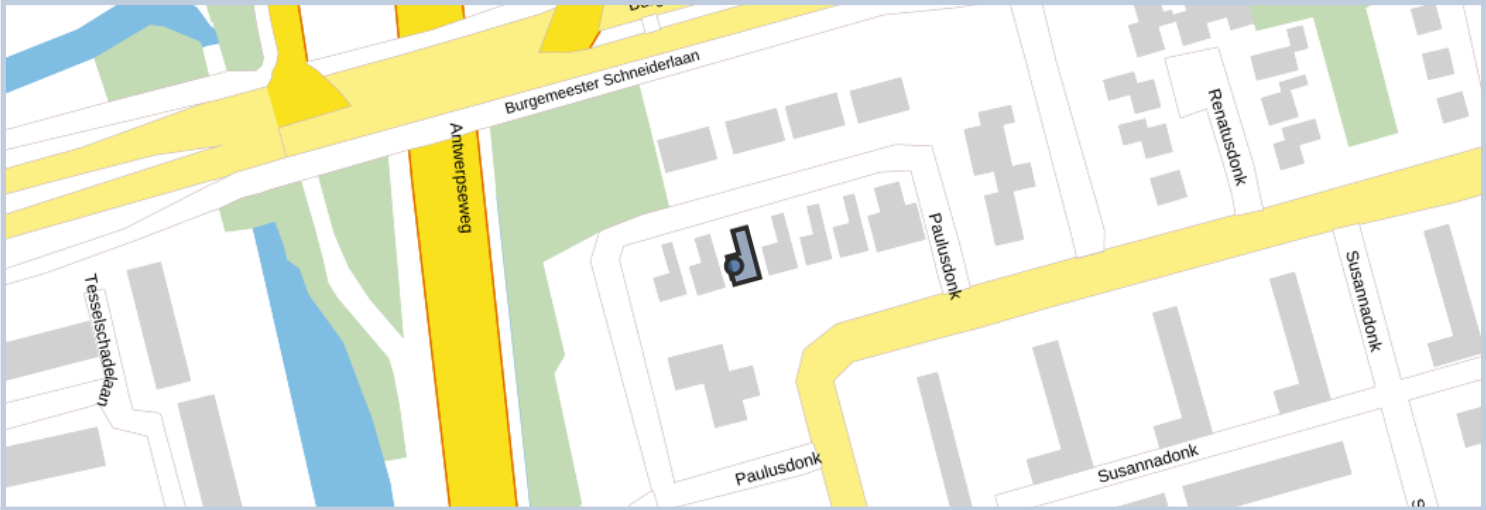 Burgemeester Schneiderlaan
Antwerpseweg
Renatusdonk
Paulusdonk
Tesselschadelaan
Susannadonk
Paulusdonk
Susannadonk